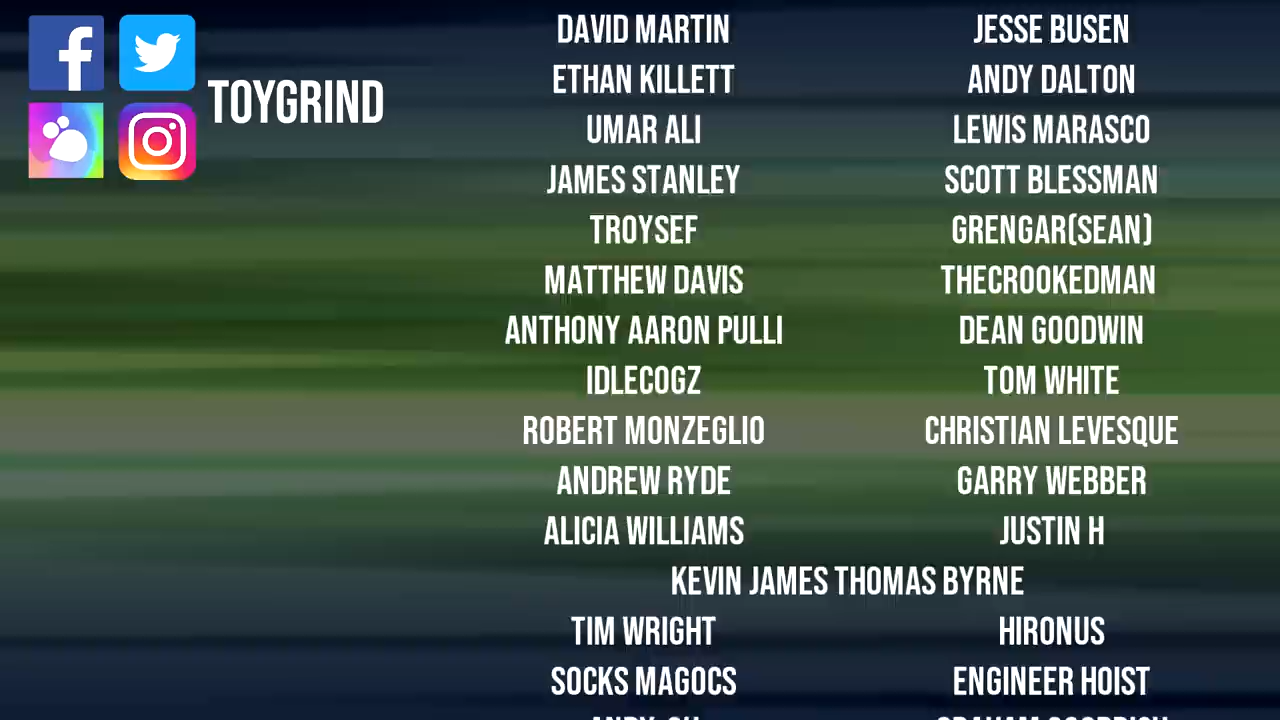 TOYGRIND
DAVID MARTIN JESSE BUSEN
ETHAN KILLETT ANDY DALTON
UMAR ALI LEWIS MARASCO
JAMES STANLEY SCOTT BLESSMAN
TROYSEF GRENGAR(SEAN)
MATTHEW DAVIS THECROOKEDMAN
ANTHONY AARON PULLI DEAN GOODWIN
IDLECOGZ TOM WHITE
ROBERT MONZEGLIO CHRISTIAN LEVESQUE
ANDREW RYDE GARRY WEBBER
ALICIA WILLIAMS JUSTIN H
KEVIN JAMES THOMAS BYRNE
TIM WRIGHT HIRONUS
SOCKS MAGOCS ENGINEER HOIST